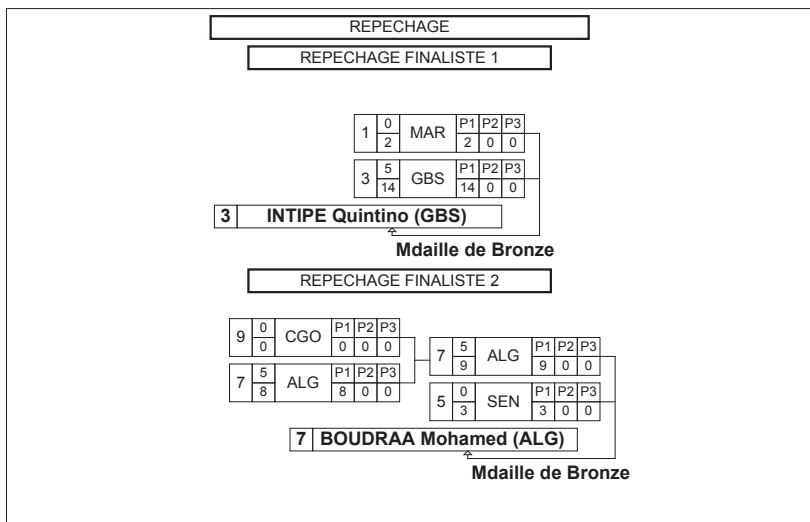 REPECHAGE
REPECHAGE FINALISTE 1
1 0 MAR P1 P2 P3
2 2 0 0
3 5 GBS P1 P2 P3
14 14 0 0
3 INTIPE Quintino (GBS)
Mdaille de Bronze
REPECHAGE FINALISTE 2
9 0 CGO P1 P2 P3
0 0 0 0
7 5 ALG P1 P2 P3
8 8 0 0
7 5 ALG P1 P2 P3
9 9 0 0
5 0 SEN P1 P2 P3
3 3 0 0
7 BOUDRAA Mohamed (ALG)
Mdaille de Bronze